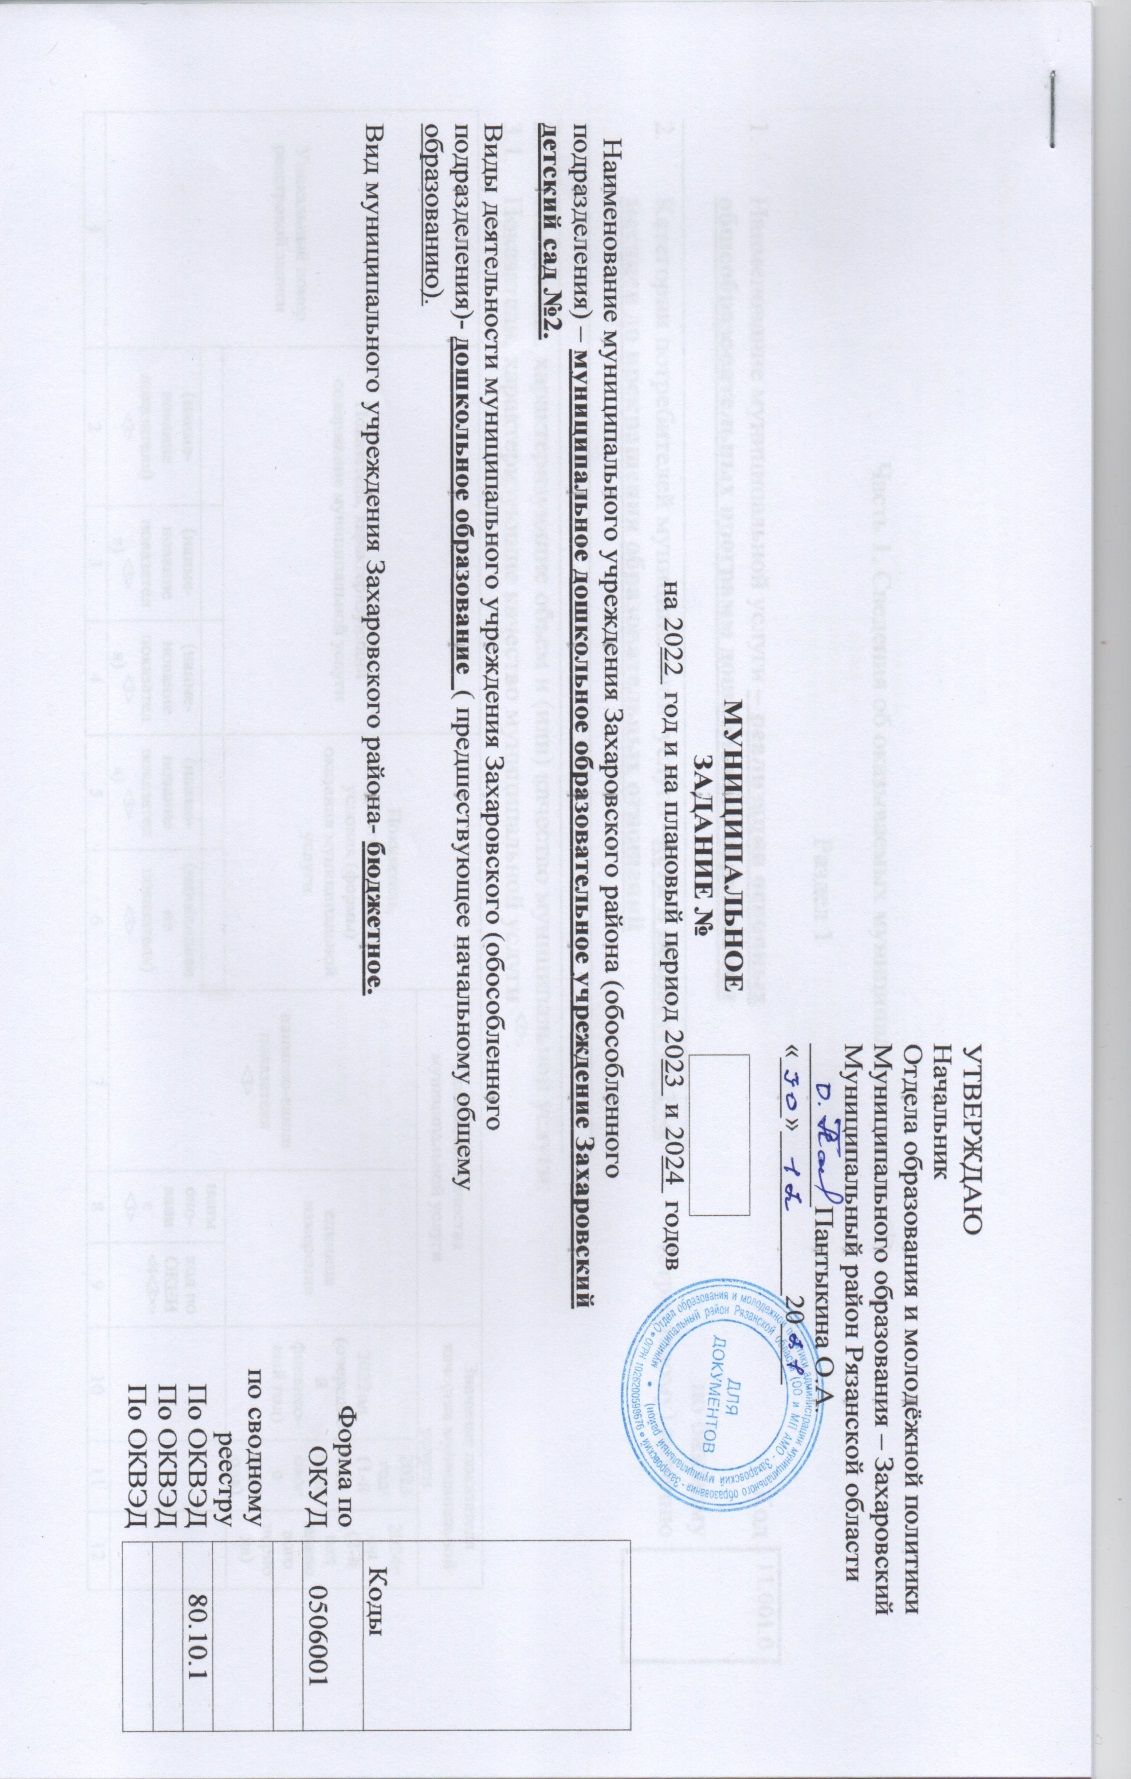 УТВЕРЖДАЮ
Начальник
Отдела образования и молодёжной политики
Муниципального образования – Захаровский
Муниципальный район Рязанской области
Пантыкина О.А.
«30» 12 20
МУНИЦИПАЛЬНОЕ
ЗАДАНИЕ №
на 2022 год и на плановый период 2023 и 2024 годов
Наименование муниципального учреждения Захаровского района (обособленного
подразделения) – муниципальное дошкольное образовательное учреждение Захаровский
детский сад №2.
Виды деятельности муниципального учреждения Захаровского (обособленного
подразделения)- дошкольное образование ( предшествующее начальному общему
образованию).
Вид муниципального учреждения Захаровского района- бюджетное.
Коды
Форма по
ОКУД 0506001
по сводному
реестру
По ОКВЭД 80.10.1
По ОКВЭД
По ОКВЭД
ДЛЯ
ДОКУМЕНТОВ